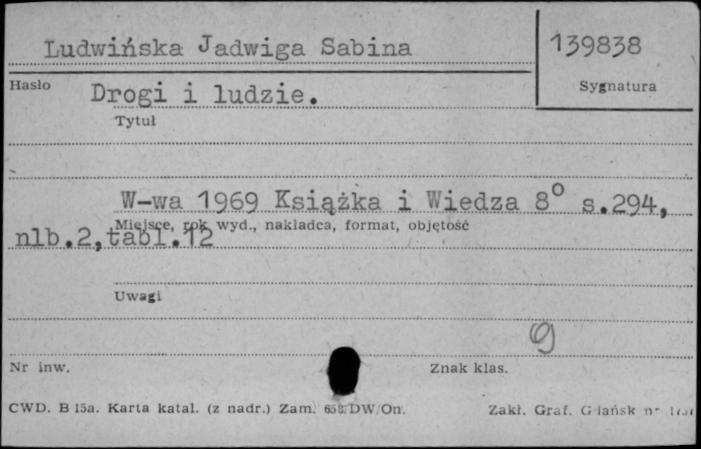 Ludwińska Jadwiga Sabina
139838
Hasło
Sygnatura
Drogi i ludzie.
Tytuł
W-wa 1969 Książka i Wiedza 8° s.294,
Miejsce, rok wyd., nakładca, format, objętość
nlb.2, tabl.12
Uwagi
9
Nr inw.
Znak klas.
CWD. B 15a. Karta katal. (z nadr.) Zam. 658/DW/On.
Zakł. Graf. Gdańsk nr